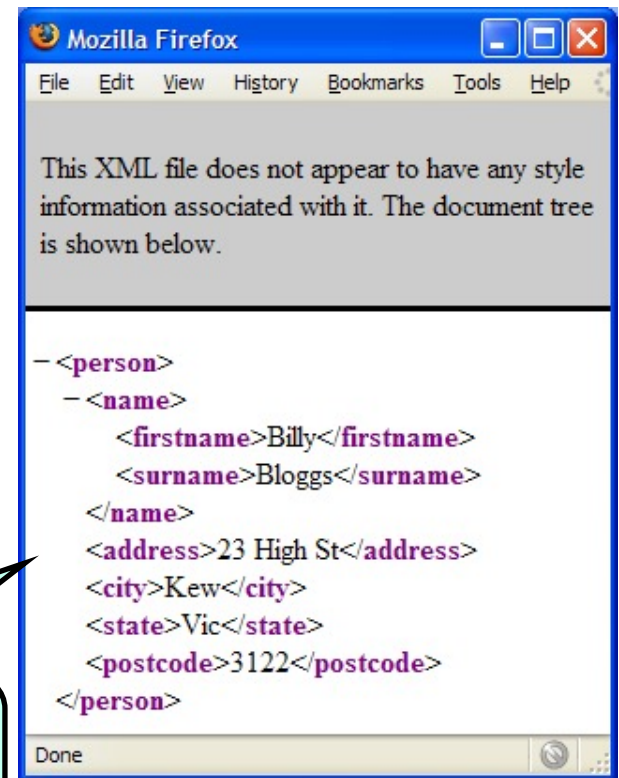 Mozilla Firefox
File Edit View History Bookmarks Tools Help
This XML file does not appear to have any style
information associated with it. The document tree
is shown below.
− <person>
− <name>
<firstname>Billy</firstname>
<surname>Bloggs</surname>
</name>
<address>23 High St</address>
<city>Kew</city>
<state>Vic</state>
<postcode>3122</postcode>
</person>
Done